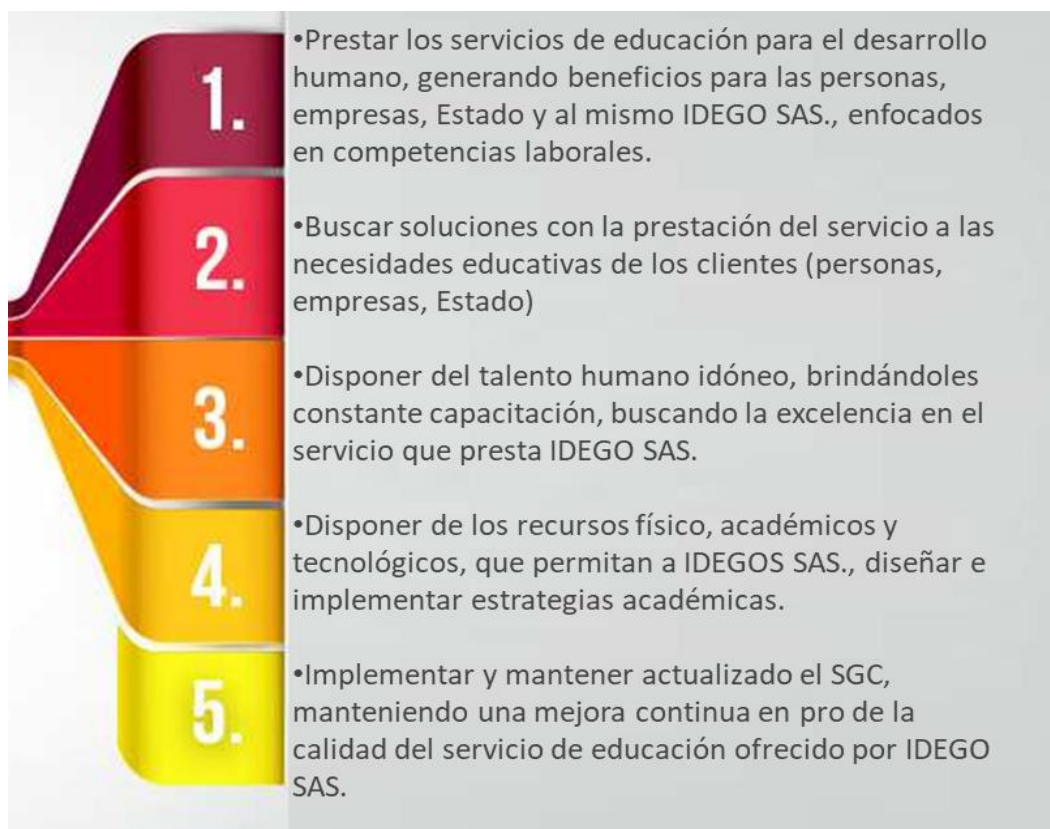 1.
•Prestar los servicios de educación para el desarrollo
humano, generando beneficios para las personas,
empresas, Estado y al mismo IDEGO SAS., enfocados
en competencias laborales.
2.
•Buscar soluciones con la prestación del servicio a las
necesidades educativas de los clientes (personas,
empresas, Estado)
3.
•Disponer del talento humano idóneo, brindándoles
constante capacitación, buscando la excelencia en el
servicio que presta IDEGO SAS.
4.
•Disponer de los recursos físico, académicos y
tecnológicos, que permitan a IDEGOS SAS., diseñar e
implementar estrategias académicas.
5.
•Implementar y mantener actualizado el SGC,
manteniendo una mejora continua en pro de la
calidad del servicio de educación ofrecido por IDEGO
SAS.